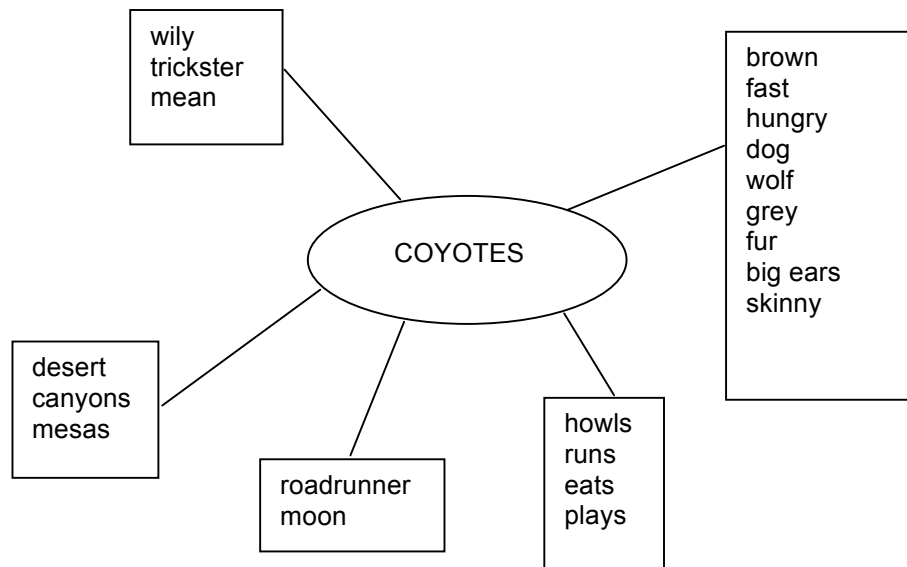 wily
trickster
mean
brown
fast
hungry
dog
wolf
grey
fur
big ears
skinny
COYOTES
desert
canyons
mesas
roadrunner
moon
howls
runs
eats
plays